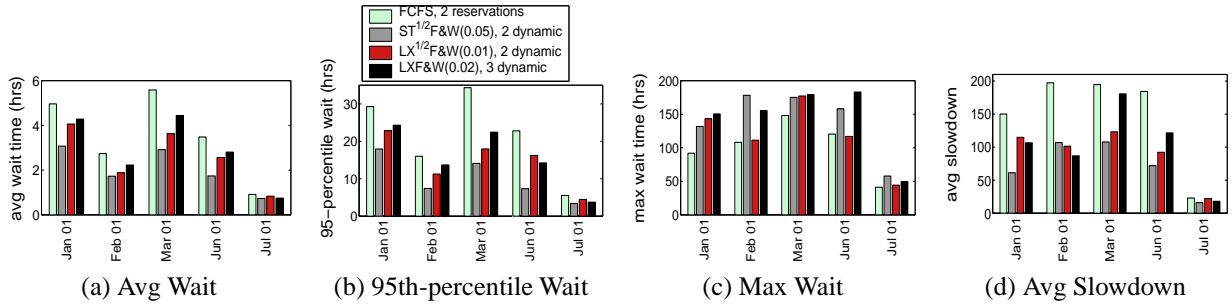 FCFS, 2 reservations
ST^1/2F&W(0.05), 2 dynamic
LX^1/2F&W(0.01), 2 dynamic
LXF&W(0.02), 3 dynamic
avg wait time (hrs)
6
4
2
0
Jan 01
Feb 01
Mar 01
Jun 01
Jul 01
(a) Avg Wait
95−percentile wait (hrs)
30
20
10
0
Jan 01
Feb 01
Mar 01
Jun 01
Jul 01
(b) 95th-percentile Wait
max wait time (hrs)
200
150
100
50
0
Jan 01
Feb 01
Mar 01
Jun 01
Jul 01
(c) Max Wait
avg slowdown
200
150
100
50
0
Jan 01
Feb 01
Mar 01
Jun 01
Jul 01
(d) Avg Slowdown